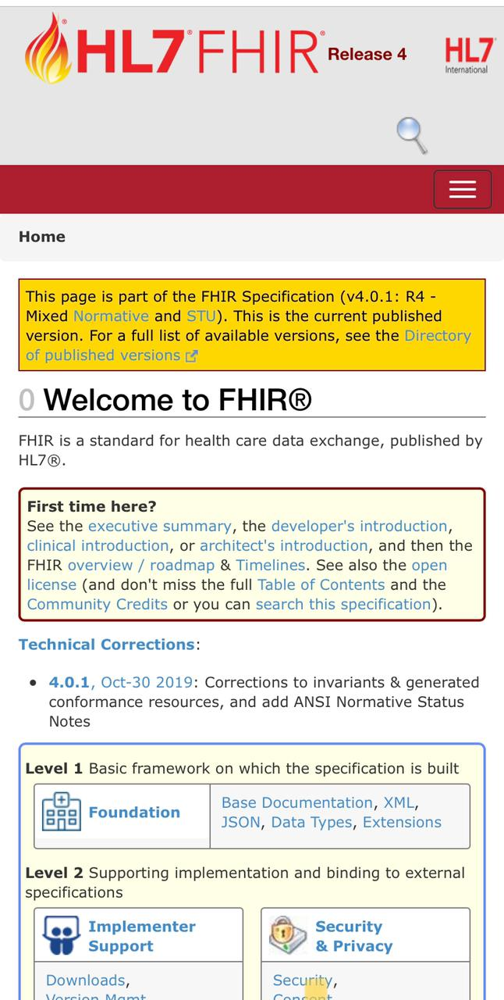 HL7® FHIR® Release 4
HL7®
International
Home
This page is part of the FHIR Specification (v4.0.1: R4 -
Mixed Normative and STU). This is the current published
version. For a full list of available versions, see the Directory
of published versions
0 Welcome to FHIR®
FHIR is a standard for health care data exchange, published by
HL7®.
First time here?
See the executive summary, the developer's introduction,
clinical introduction, or architect's introduction, and then the
FHIR overview / roadmap & Timelines. See also the open
license (and don't miss the full Table of Contents and the
Community Credits or you can search this specification).
Technical Corrections:
• 4.0.1, Oct-30 2019: Corrections to invariants & generated
conformance resources, and add ANSI Normative Status
Notes
Level 1 Basic framework on which the specification is built
Foundation
Base Documentation, XML,
JSON, Data Types, Extensions
Level 2 Supporting implementation and binding to external
specifications
Implementer
Support
Downloads,
Version Mgmt
Security
& Privacy
Security,
Consent